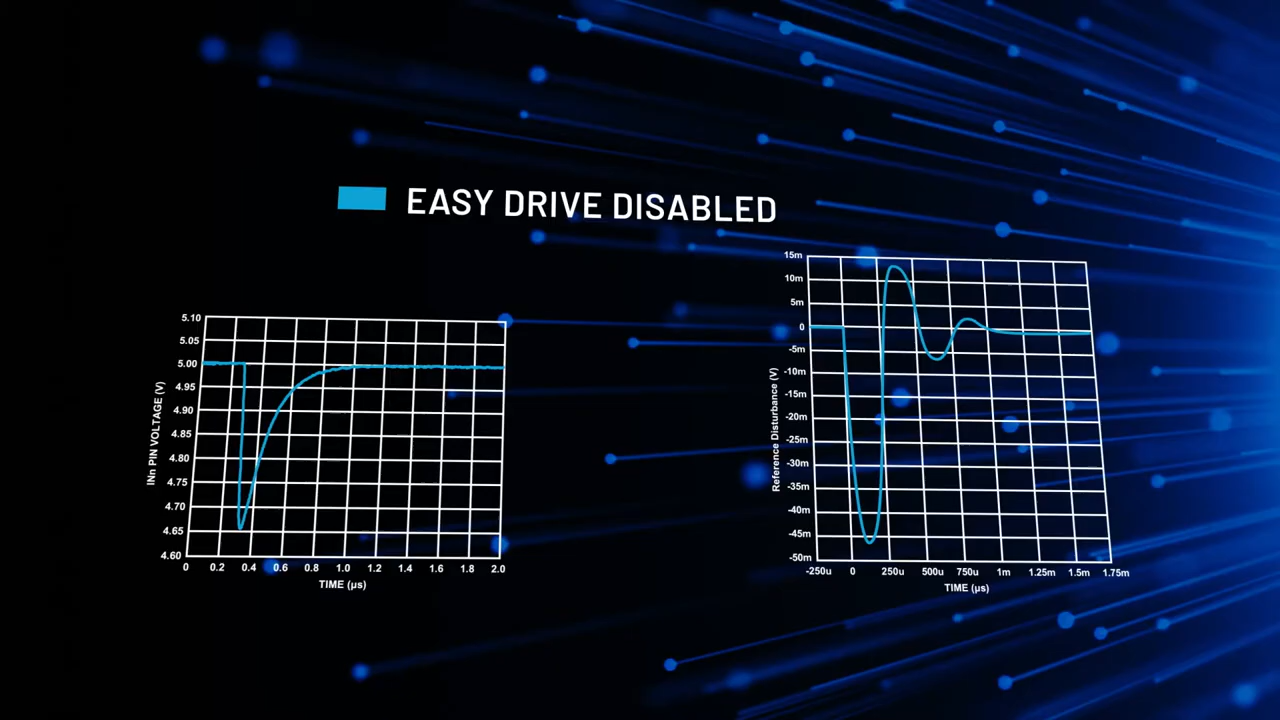 EASY DRIVE DISABLED
INn PIN VOLTAGE (V)
5.10
5.05
5.00
4.95
4.90
4.85
4.80
4.75
4.70
4.65
4.60
0 0.2 0.4 0.6 0.8 1.0 1.2 1.4 1.6 1.8 2.0
TIME (µs)
Reference Disturbance (V)
15m
10m
5m
0
-5m
-10m
-15m
-20m
-25m
-30m
-35m
-40m
-45m
-50m
-250u 0 250u 500u 750u 1m 1.25m 1.5m 1.75m
TIME (µs)